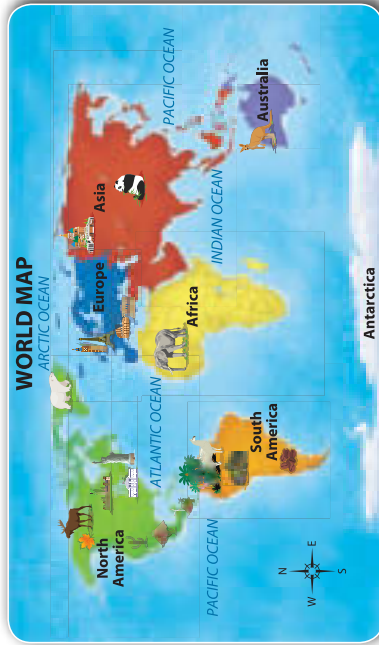 WORLD MAP
ARCTIC OCEAN
North
America
Europe
Asia
PACIFIC OCEAN
ATLANTIC OCEAN
Africa
INDIAN OCEAN
Australia
PACIFIC OCEAN
South
America
N
W
E
S
Antarctica